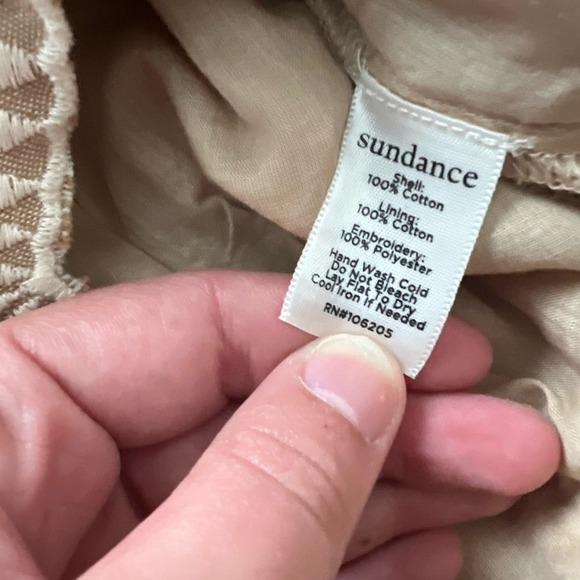 sundance
Shell:
100% Cotton
Lining:
100% Cotton
Embroidery:
100% Polyester
Hand Wash Cold
Do Not Bleach
Lay Flat To Dry
Cool Iron If Needed
RN#106205